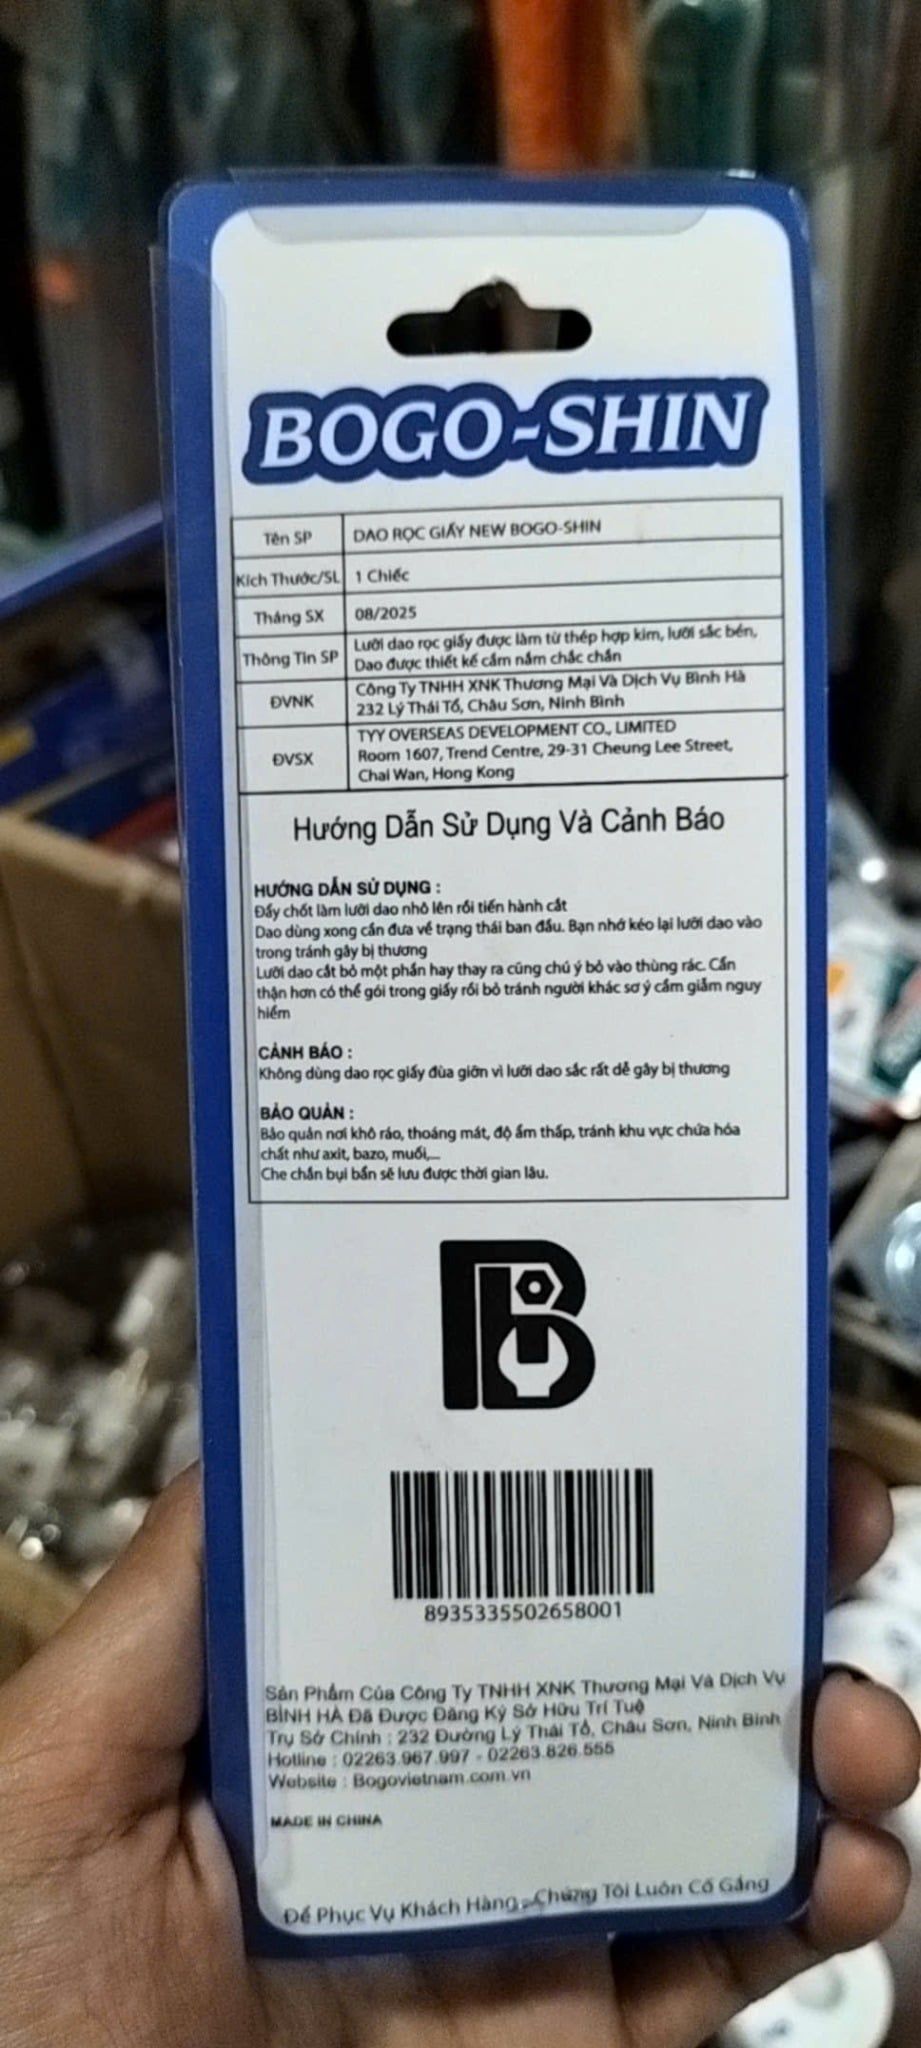 BOGO-SHIN
Tên SP DAO RỌC GIẤY NEW BOGO-SHIN
Kích Thước/SL 1 Chiếc
Tháng SX 08/2025
Thông Tin SP Lưỡi dao rọc giấy được làm từ thép hợp kim, lưỡi sắc bén,
Dao được thiết kế cầm nắm chắc chắn
ĐVNK Công Ty TNHH XNK Thương Mại Và Dịch Vụ Bình Hà
232 Lý Thái Tổ, Châu Sơn, Ninh Bình
ĐVSX TYY OVERSEAS DEVELOPMENT CO., LIMITED
Room 1607, Trend Centre, 29-31 Cheung Lee Street,
Chai Wan, Hong Kong
Hướng Dẫn Sử Dụng Và Cảnh Báo
HƯỚNG DẪN SỬ DỤNG :
Đẩy chốt làm lưỡi dao nhô lên rồi tiến hành cắt
Dao dùng xong cần đưa về trạng thái ban đầu. Bạn nhớ kéo lại lưỡi dao vào
trong tránh gây bị thương
Lưỡi dao cắt bỏ một phần hay thay ra cũng chú ý bỏ vào thùng rác. Cẩn
thận hơn có thể gói trong giấy rồi bỏ tránh người khác sơ ý cầm giẫm nguy
hiểm
CẢNH BÁO :
Không dùng dao rọc giấy đùa giỡn vì lưỡi dao sắc rất dễ gây bị thương
BẢO QUẢN :
Bảo quản nơi khô ráo, thoáng mát, độ ẩm thấp, tránh khu vực chứa hóa
chất như axit, bazo, muối,...
Che chắn bụi bẩn sẽ lưu được thời gian lâu.
8935335502658001
Sản Phẩm Của Công Ty TNHH XNK Thương Mại Và Dịch Vụ
BÌNH HÀ Đã Được Đăng Ký Sở Hữu Trí Tuệ
Trụ Sở Chính : 232 Đường Lý Thái Tổ, Châu Sơn, Ninh Bình
Hotline : 02263.967.997 - 02263.826.555
Website : Bogovietnam.com.vn
MADE IN CHINA
Để Phục Vụ Khách Hàng - Chúng Tôi Luôn Cố Gắng